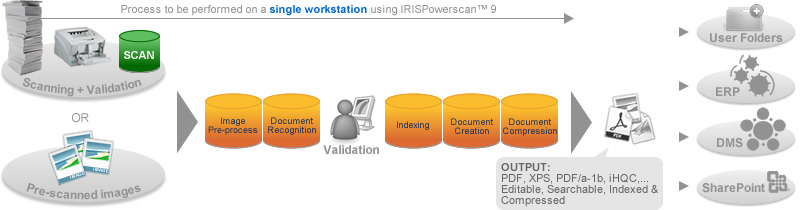 Process to be performed on a single workstation using IRISPowerscan™ 9
SCAN
Scanning + Validation
OR
Pre-scanned images
Image
Pre-process
Document
Recognition
Validation
Indexing
Document
Creation
Document
Compression
PDF
OUTPUT:
PDF, XPS, PDF/a-1b, iHQC,...
Editable, Searchable, Indexed &
Compressed
User Folders
ERP
DMS
SharePoint